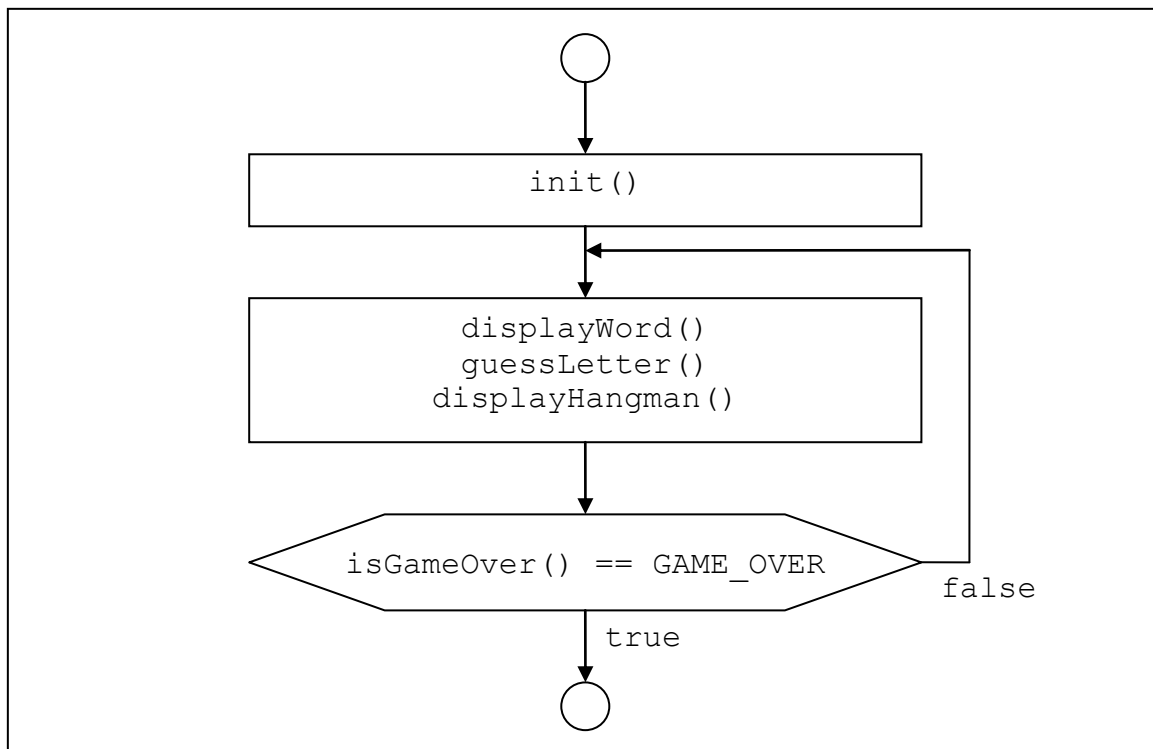 init()
displayWord()
guessLetter()
displayHangman()
isGameOver() == GAME_OVER
false
true